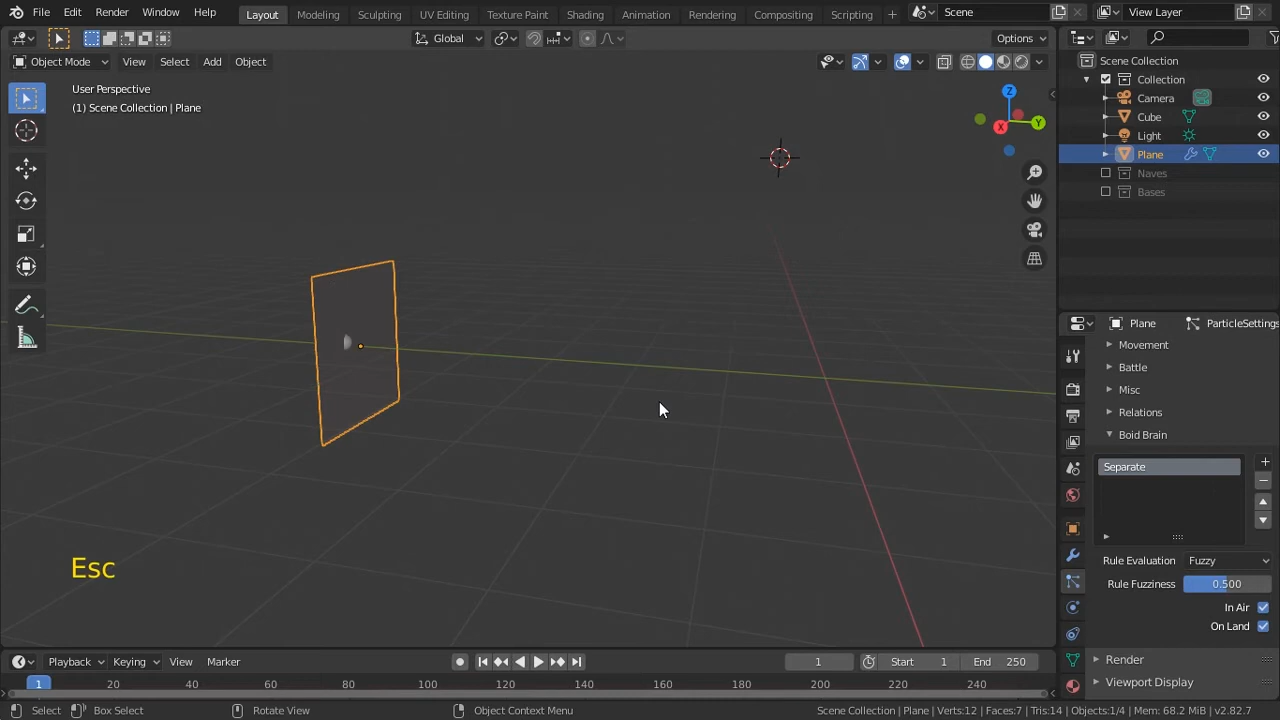 File Edit Render Window Help Layout Modeling Sculpting UV Editing Texture Paint Shading Animation Rendering Compositing Scripting + Scene View Layer
Global Options
Object Mode View Select Add Object
User Perspective
(1) Scene Collection | Plane
Z
X
Y
Scene Collection
Collection
Camera
Cube
Light
Plane
Naves
Bases
Plane ParticleSettings
Movement
Battle
Misc
Relations
Boid Brain
Separate
Rule Evaluation Fuzzy
Rule Fuzziness 0.500
In Air
On Land
Render
Viewport Display
Esc
Playback Keying View Marker 1 Start 1 End 250
1 20 40 60 80 100 120 140 160 180 200 220 240
Select Box Select Rotate View Object Context Menu Scene Collection | Plane | Verts:12 | Faces:7 | Tris:14 | Objects:1/4 | Mem: 68.2 MiB | v2.82.7